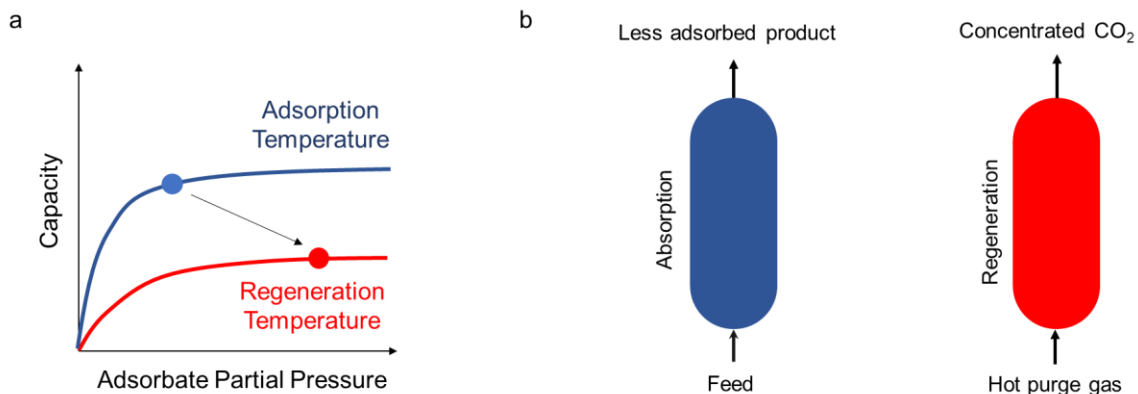 a
Adsorption
Temperature
Capacity
Regeneration
Temperature
Adsorbate Partial Pressure
b
Less adsorbed product
Absorption
Feed
Concentrated CO₂
Regeneration
Hot purge gas